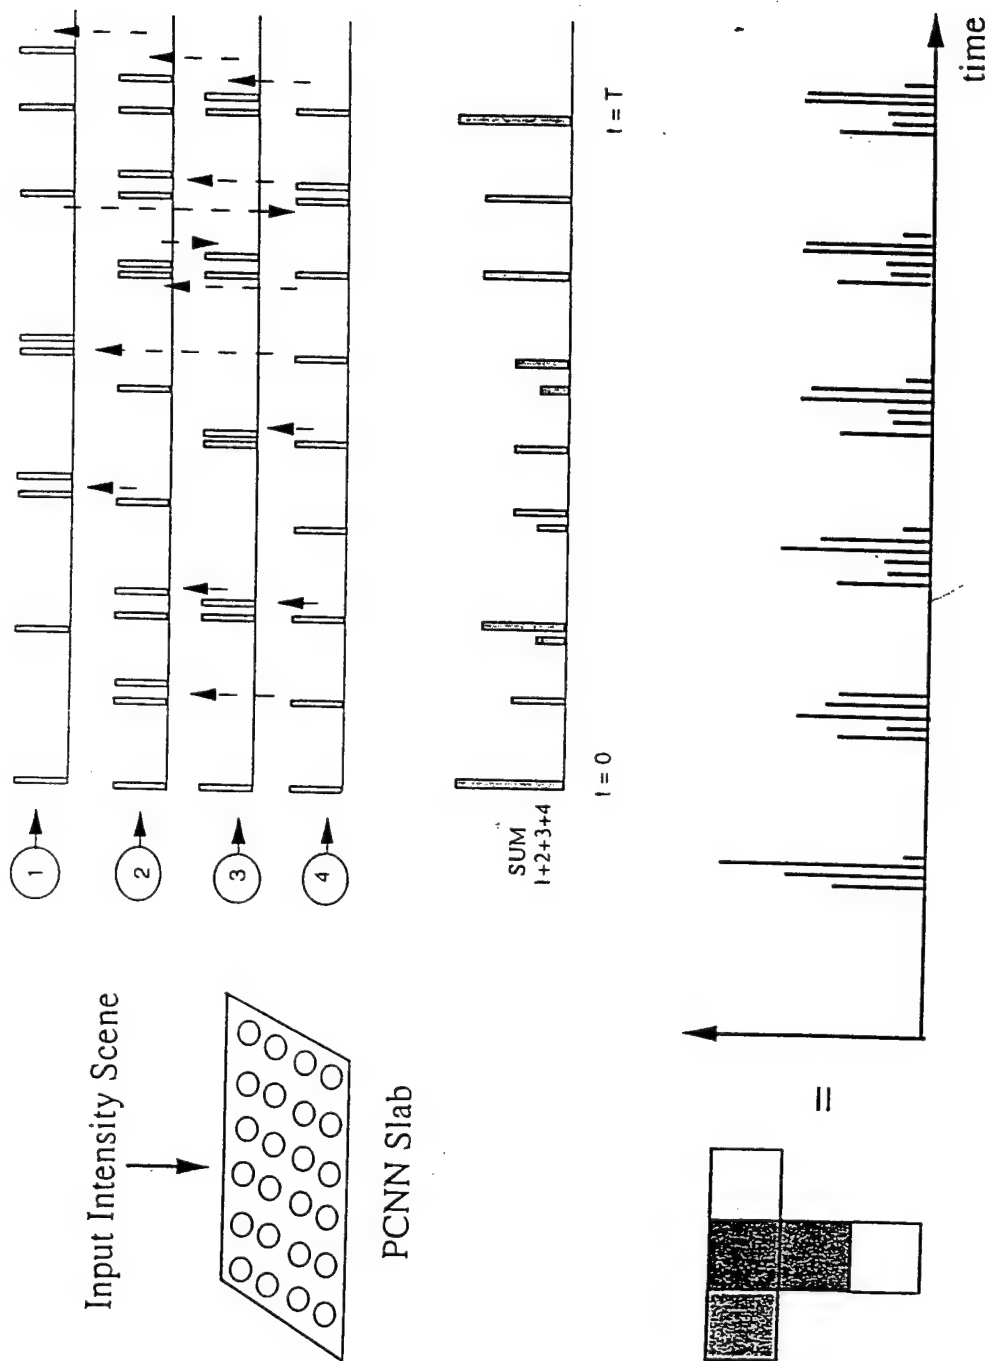 Input Intensity Scene
PCNN Slab
1
2
3
4
SUM
1+2+3+4
t = 0
t = T
=
time